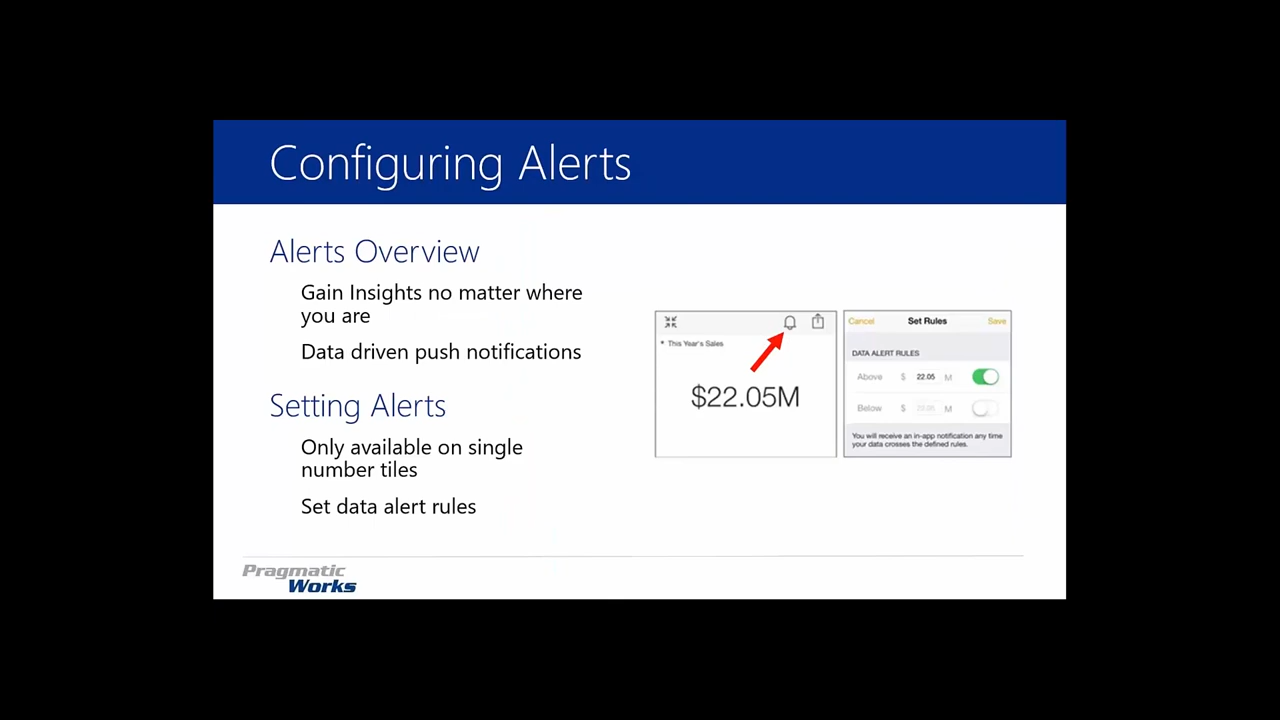 Configuring Alerts
Alerts Overview
Gain Insights no matter where
you are
Data driven push notifications
Setting Alerts
Only available on single
number tiles
Set data alert rules
* This Year's Sales
$22.05M
Cancel Set Rules Save
DATA ALERT RULES
Above $ 22.05 M
Below $ 22.05 M
You will receive an in-app notification any time
your data crosses the defined rules.
Pragmatic
Works